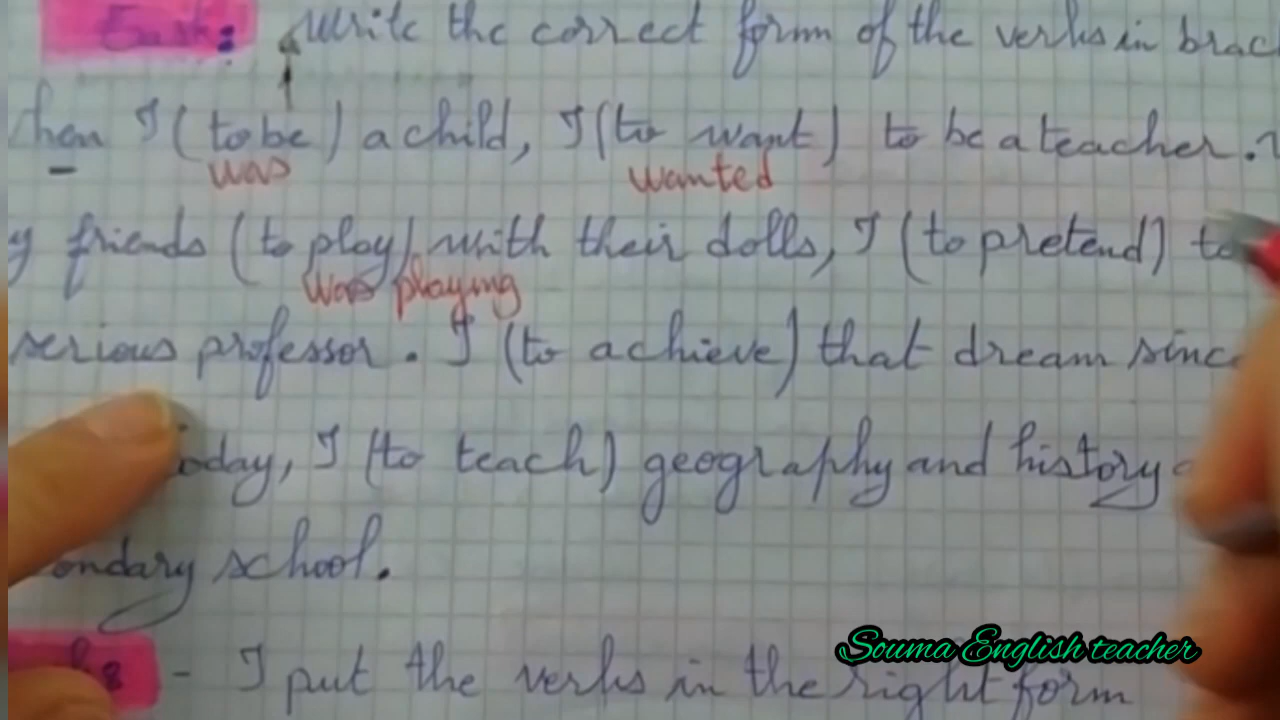 Task: write the correct form of the verbs in brac
hen I (to be) a child, I (to want) to be a teacher.
was wanted
y friends (to play) with their dolls, I (to pretend) to
was playing
serious professor. I (to achieve) that dream since
oday, I (to teach) geography and history
ondary school.
Souma English teacher
- I put the verbs in the right form